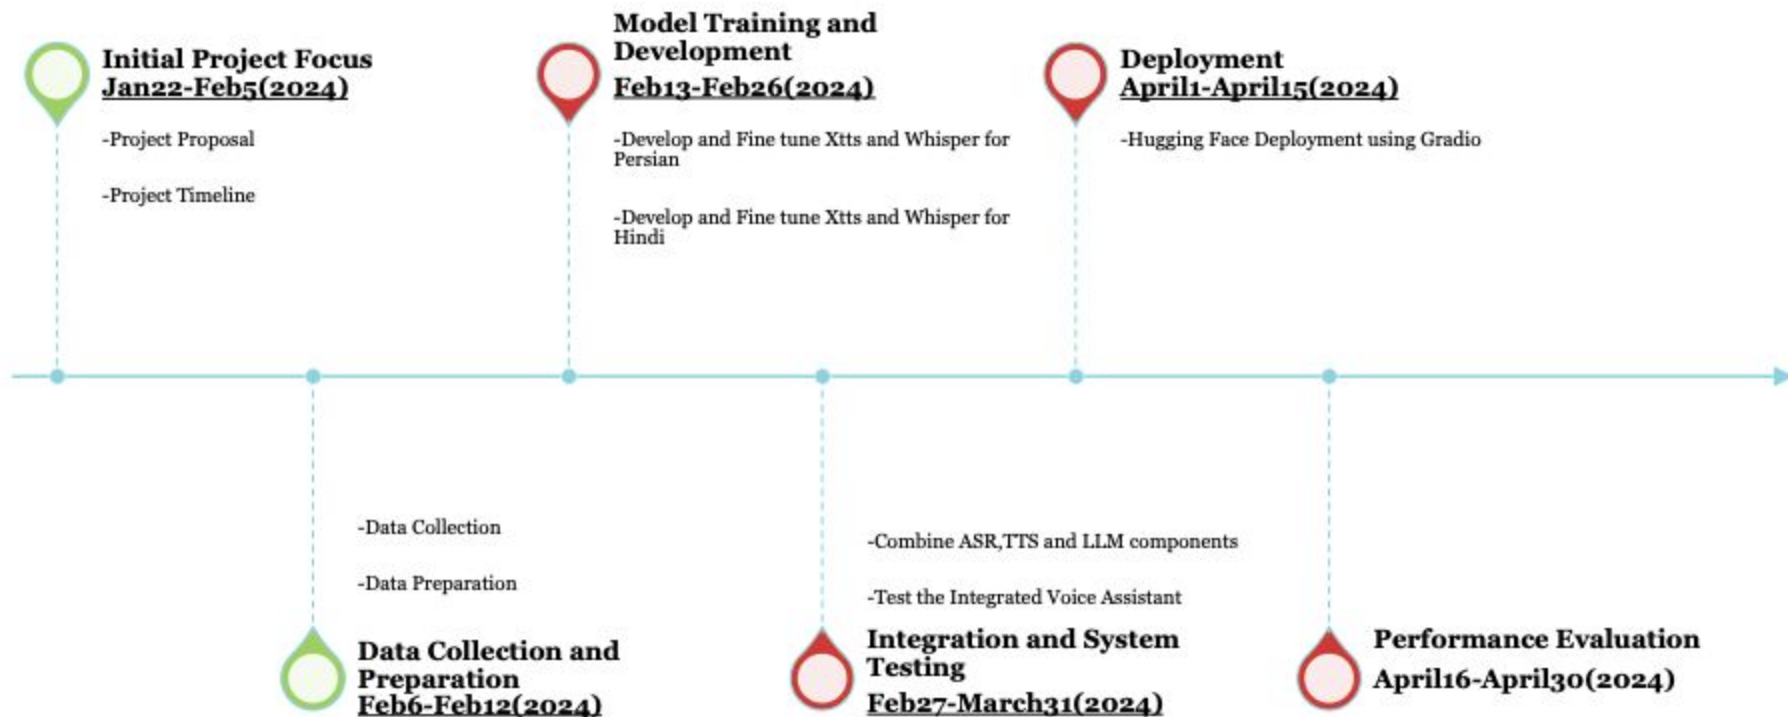 Initial Project Focus
Jan22-Feb5(2024)
-Project Proposal
-Project Timeline
Model Training and
Development
Feb13-Feb26(2024)
-Develop and Fine tune Xtts and Whisper for
Persian
-Develop and Fine tune Xtts and Whisper for
Hindi
Deployment
April1-April15(2024)
-Hugging Face Deployment using Gradio
-Data Collection
-Data Preparation
Data Collection and
Preparation
Feb6-Feb12(2024)
-Combine ASR,TTS and LLM components
-Test the Integrated Voice Assistant
Integration and System
Testing
Feb27-March31(2024)
Performance Evaluation
April16-April30(2024)